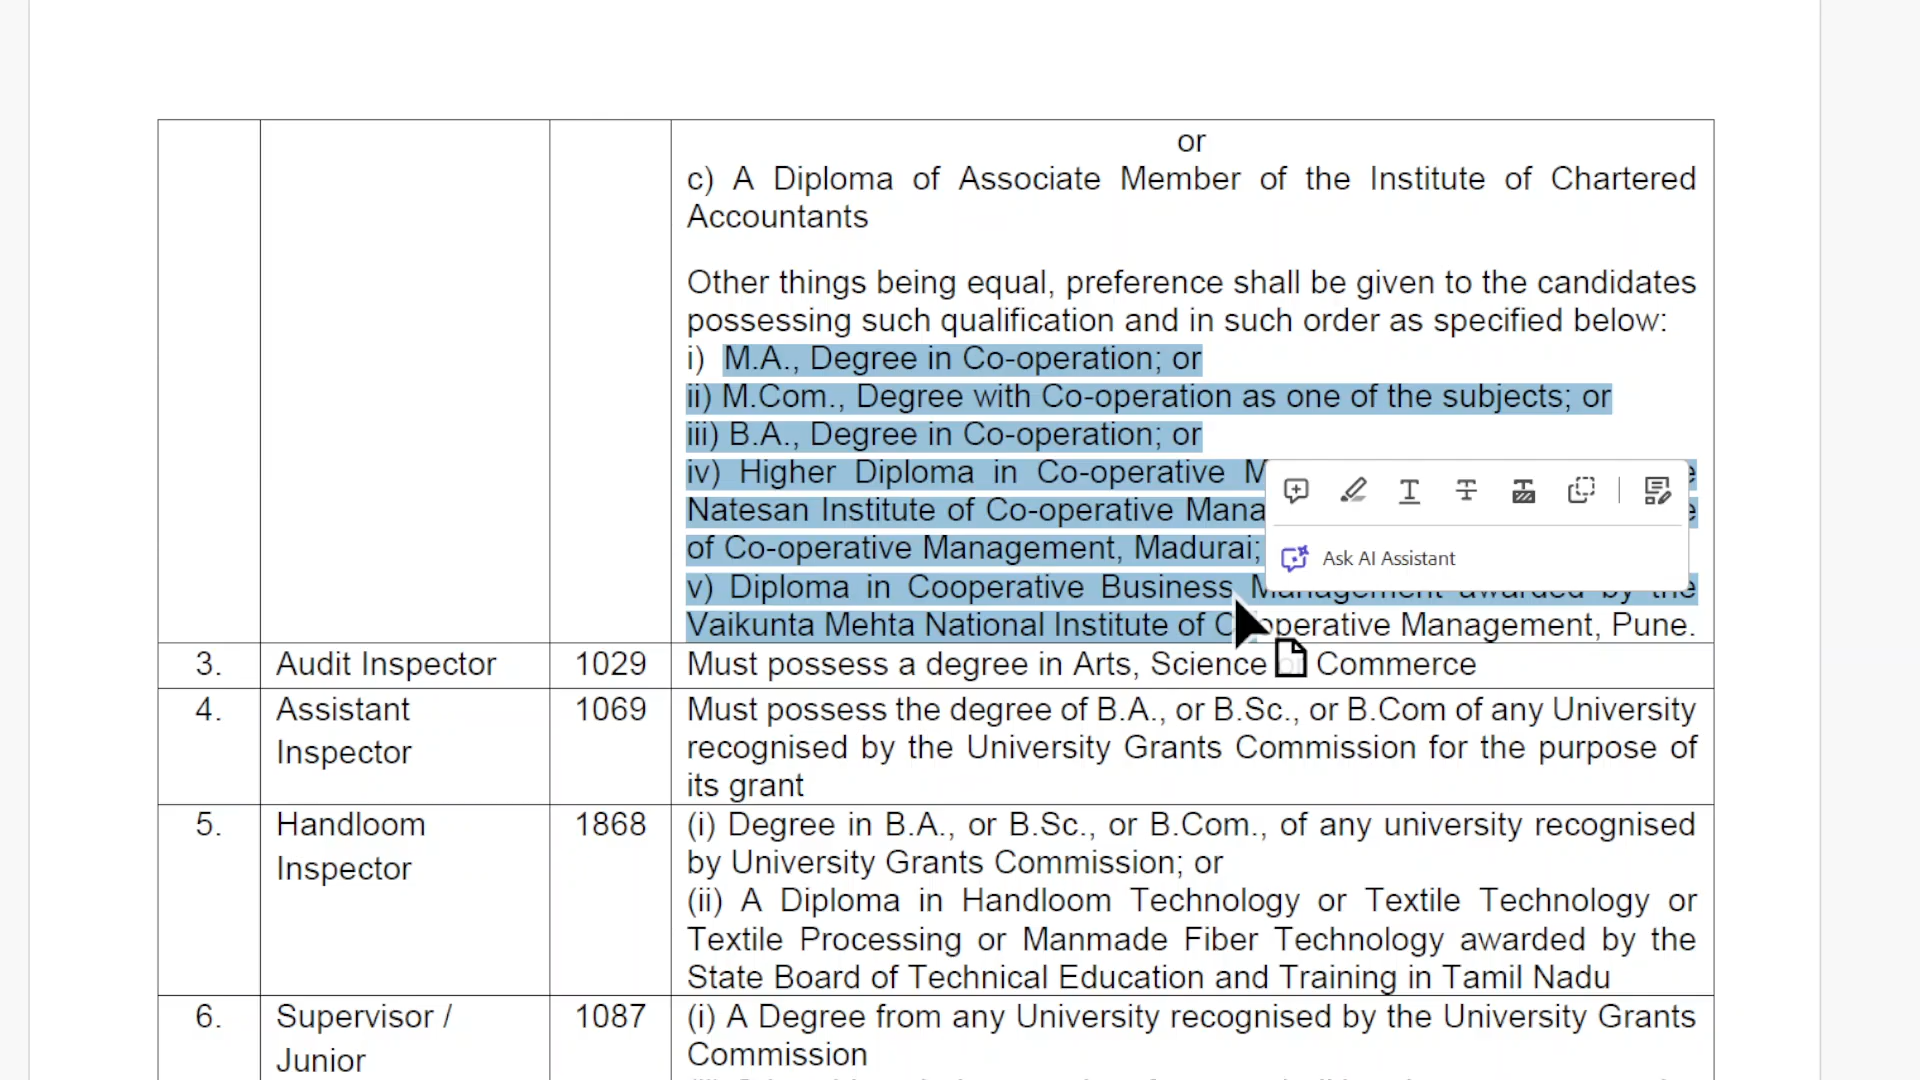 or
c) A Diploma of Associate Member of the Institute of Chartered
Accountants
Other things being equal, preference shall be given to the candidates
possessing such qualification and in such order as specified below:
i) M.A., Degree in Co-operation; or
ii) M.Com., Degree with Co-operation as one of the subjects; or
iii) B.A., Degree in Co-operation; or
iv) Higher Diploma in Co-operative
Natesan Institute of Co-operative
of Co-operative Management, Madurai;
Ask AI Assistant
v) Diploma in Cooperative Business Management awarded by the
Vaikunta Mehta National Institute of Management, Pune.
3. Audit Inspector 1029 Must possess a degree in Arts, Science Commerce
4. Assistant 1069 Must possess the degree of B.A., or B.Sc., or B.Com of any University
Inspector recognised by the University Grants Commission for the purpose of
its grant
5. Handloom 1868 (i) Degree in B.A., or B.Sc., or B.Com., of any university recognised
Inspector by University Grants Commission; or
(ii) A Diploma in Handloom Technology or Textile Technology or
Textile Processing or Manmade Fiber Technology awarded by the
State Board of Technical Education and Training in Tamil Nadu
6. Supervisor / 1087 (i) A Degree from any University recognised by the University Grants
Junior Commission